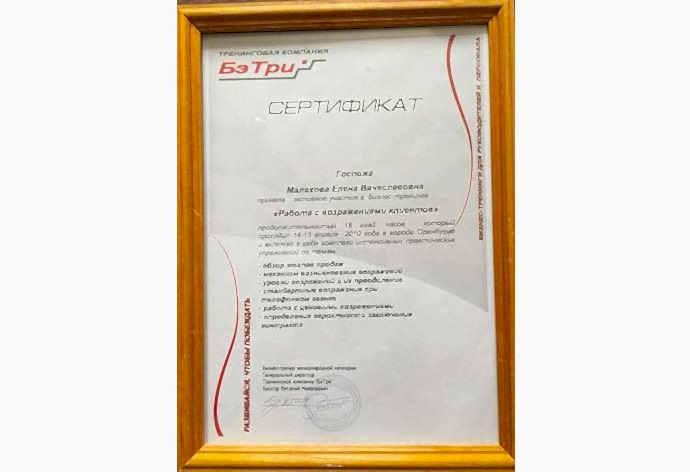 ТРЕНИНГОВАЯ КОМПАНИЯ
БэТри
СЕРТИФИКАТ
Госпожа
Малахова Елена Вячеславовна
приняла активное участие в бизнес-тренинге
«Работа с возражениями клиентов»
продолжительностью 16 акад. часов, который
проходил 14-15 апреля 2010 года в городе Оренбурге
и включал в себя комплекс интенсивных практических
упражнений по темам:
- обзор этапов продаж
- механизм возникновения возражений
- уровни возражений и их преодоление
- стандартные возражения при
телефонном звонке
- работа с ценовыми возражениями
- определение вероятности заключения
контракта
Бизнес-тренер международной категории
Генеральный директор
Тренинговой компании "БэТри"
Виталий
РАЗВИВАЙСЯ, ЧТОБЫ ПОБЕЖДАТЬ
БИЗНЕС-ТРЕНИНГИ ДЛЯ РУКОВОДИТЕЛЕЙ И ПЕРСОНАЛА